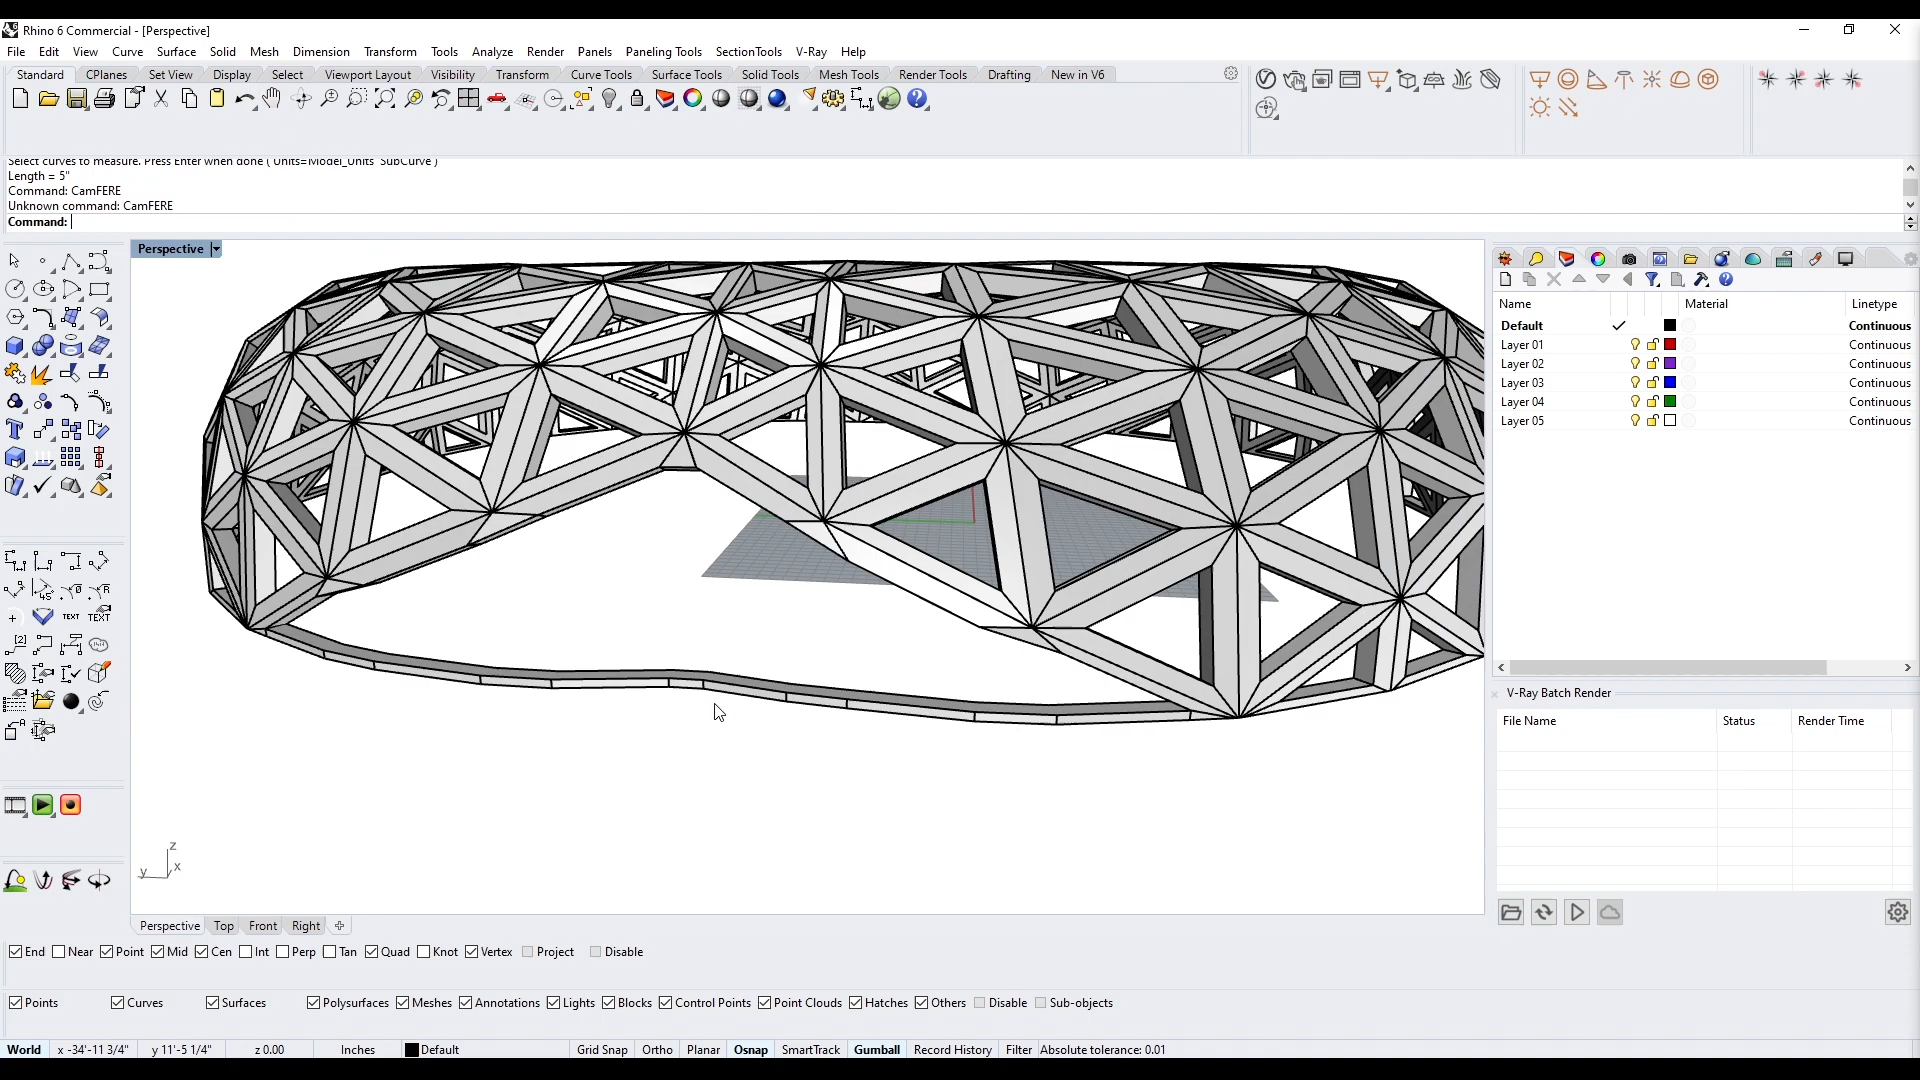 Rhino 6 Commercial - [Perspective]
File Edit View Curve Surface Solid Mesh Dimension Transform Tools Analyze Render Panels Paneling Tools SectionTools V-Ray Help
Standard CPlanes Set View Display Select Viewport Layout Visibility Transform Curve Tools Surface Tools Solid Tools Mesh Tools Render Tools Drafting New in V6
Select curves to measure. Press Enter when done ( Units=Model_Units SubCurve )
Length = 5"
Command: CamFERE
Unknown command: CamFERE
Command:
Perspective
Name Material Linetype
Default Continuous
Layer 01 Continuous
Layer 02 Continuous
Layer 03 Continuous
Layer 04 Continuous
Layer 05 Continuous
TEXT TEXT
V-Ray Batch Render
File Name Status Render Time
z
y x
Perspective Top Front Right
End Near Point Mid Cen Int Perp Tan Quad Knot Vertex Project Disable
Points Curves Surfaces Polysurfaces Meshes Annotations Lights Blocks Control Points Point Clouds Hatches Others Disable Sub-objects
World x -34'-11 3/4" y 11'-5 1/4" z 0.00 Inches Default Grid Snap Ortho Planar Osnap SmartTrack Gumball Record History Filter Absolute tolerance: 0.01